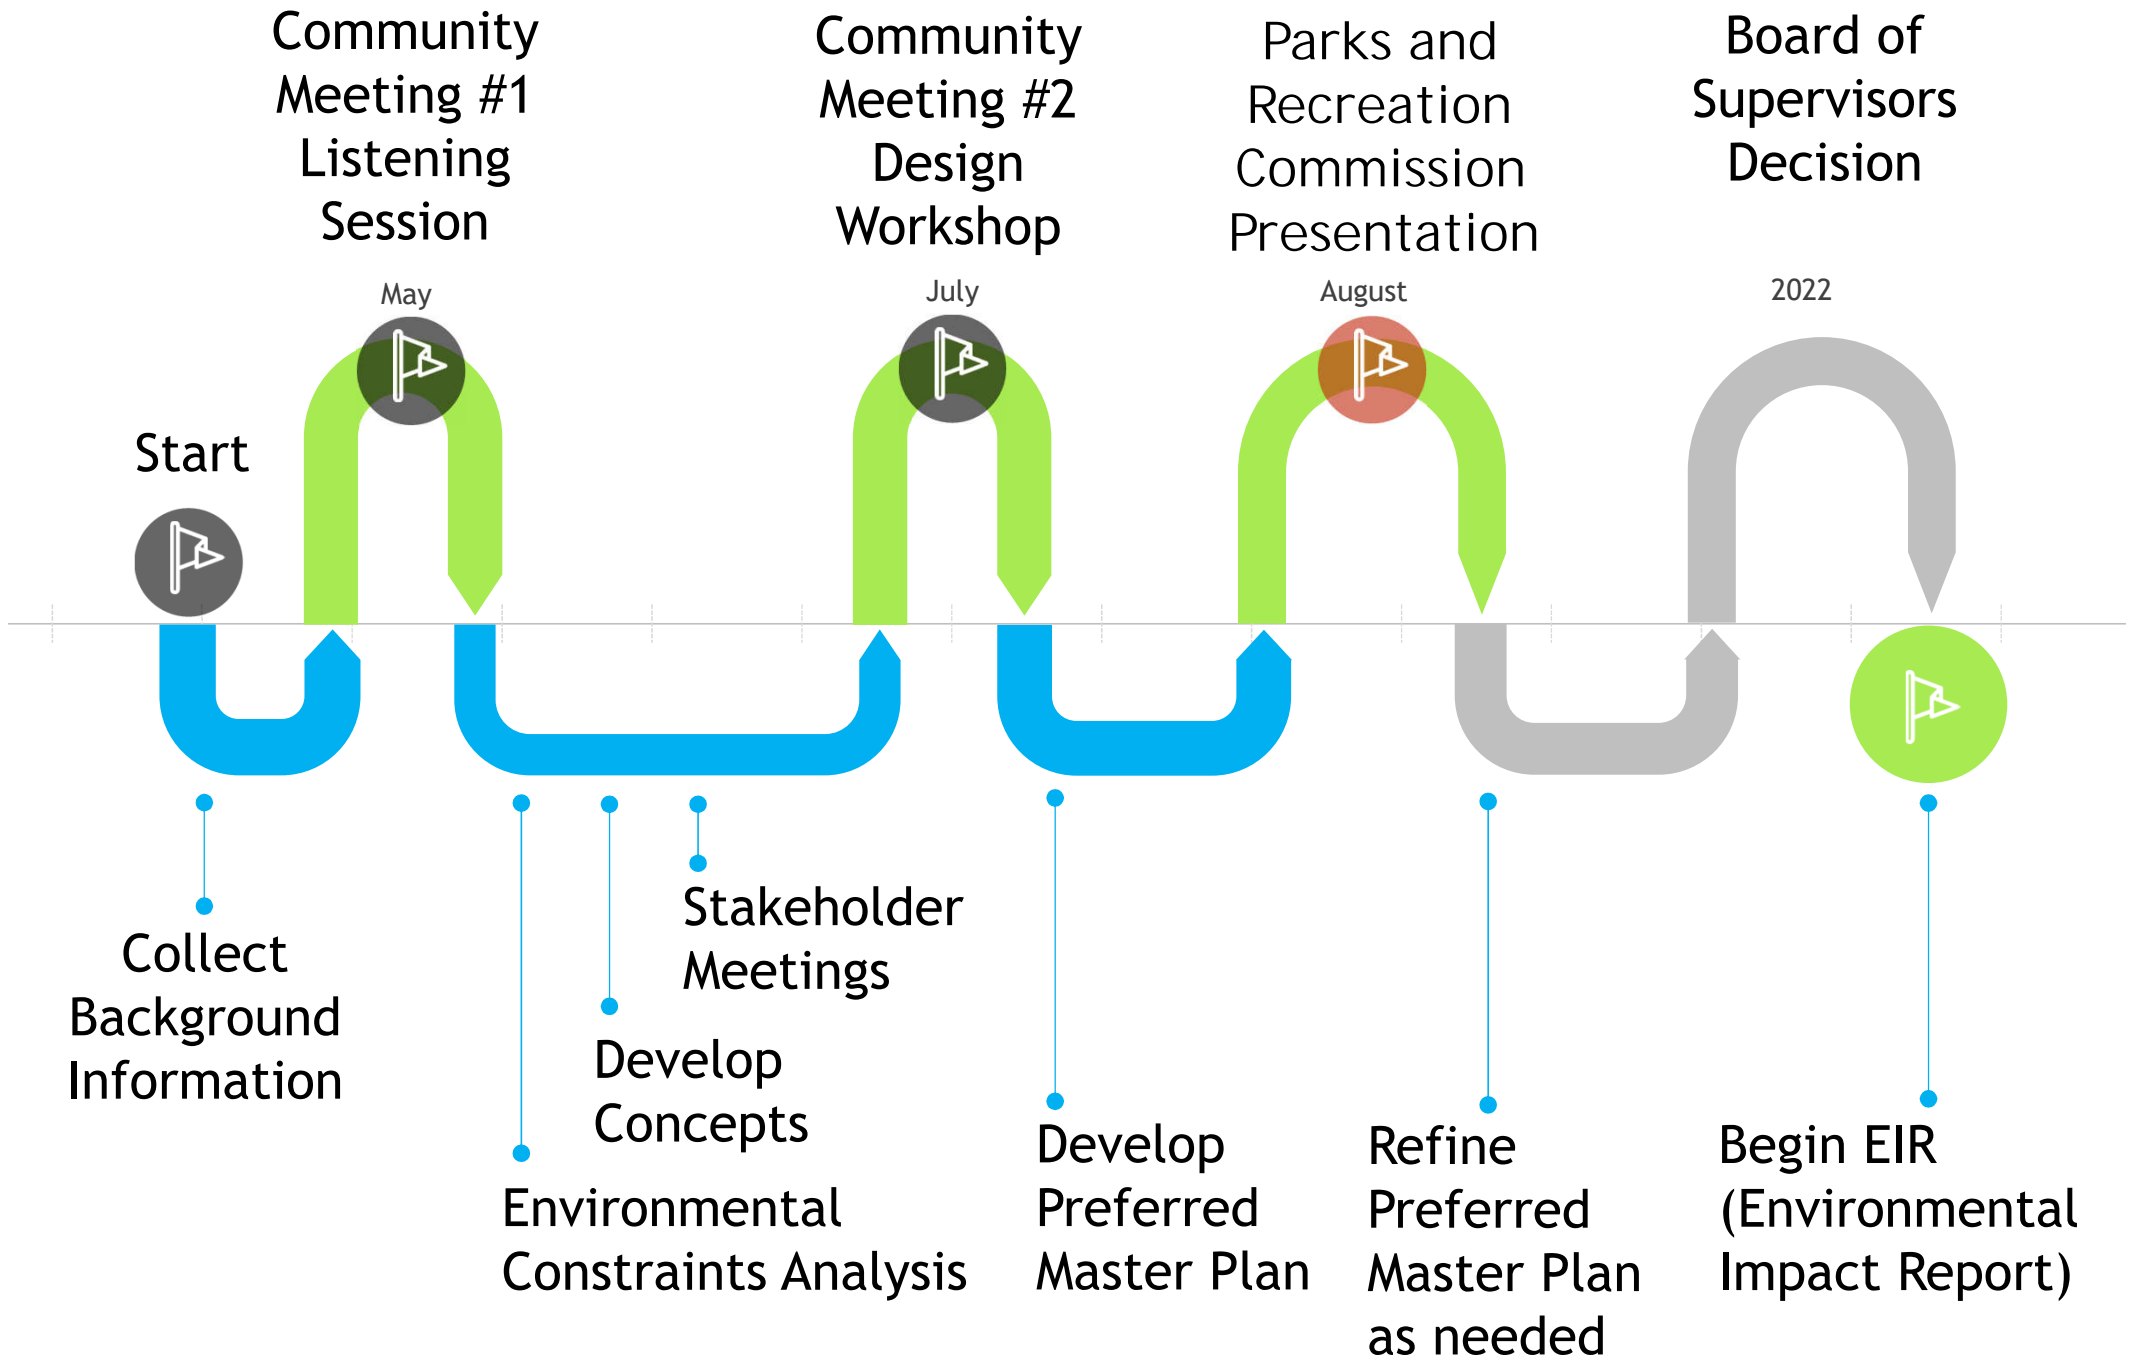 Community
Meeting #1
Listening
Session
May
Community
Meeting #2
Design
Workshop
July
Parks and
Recreation
Commission
Presentation
August
Board of
Supervisors
Decision
2022
Start
Collect
Background
Information
Stakeholder
Meetings
Develop
Concepts
Environmental
Constraints Analysis
Develop
Preferred
Master Plan
Refine
Preferred
Master Plan
as needed
Begin EIR
(Environmental
Impact Report)